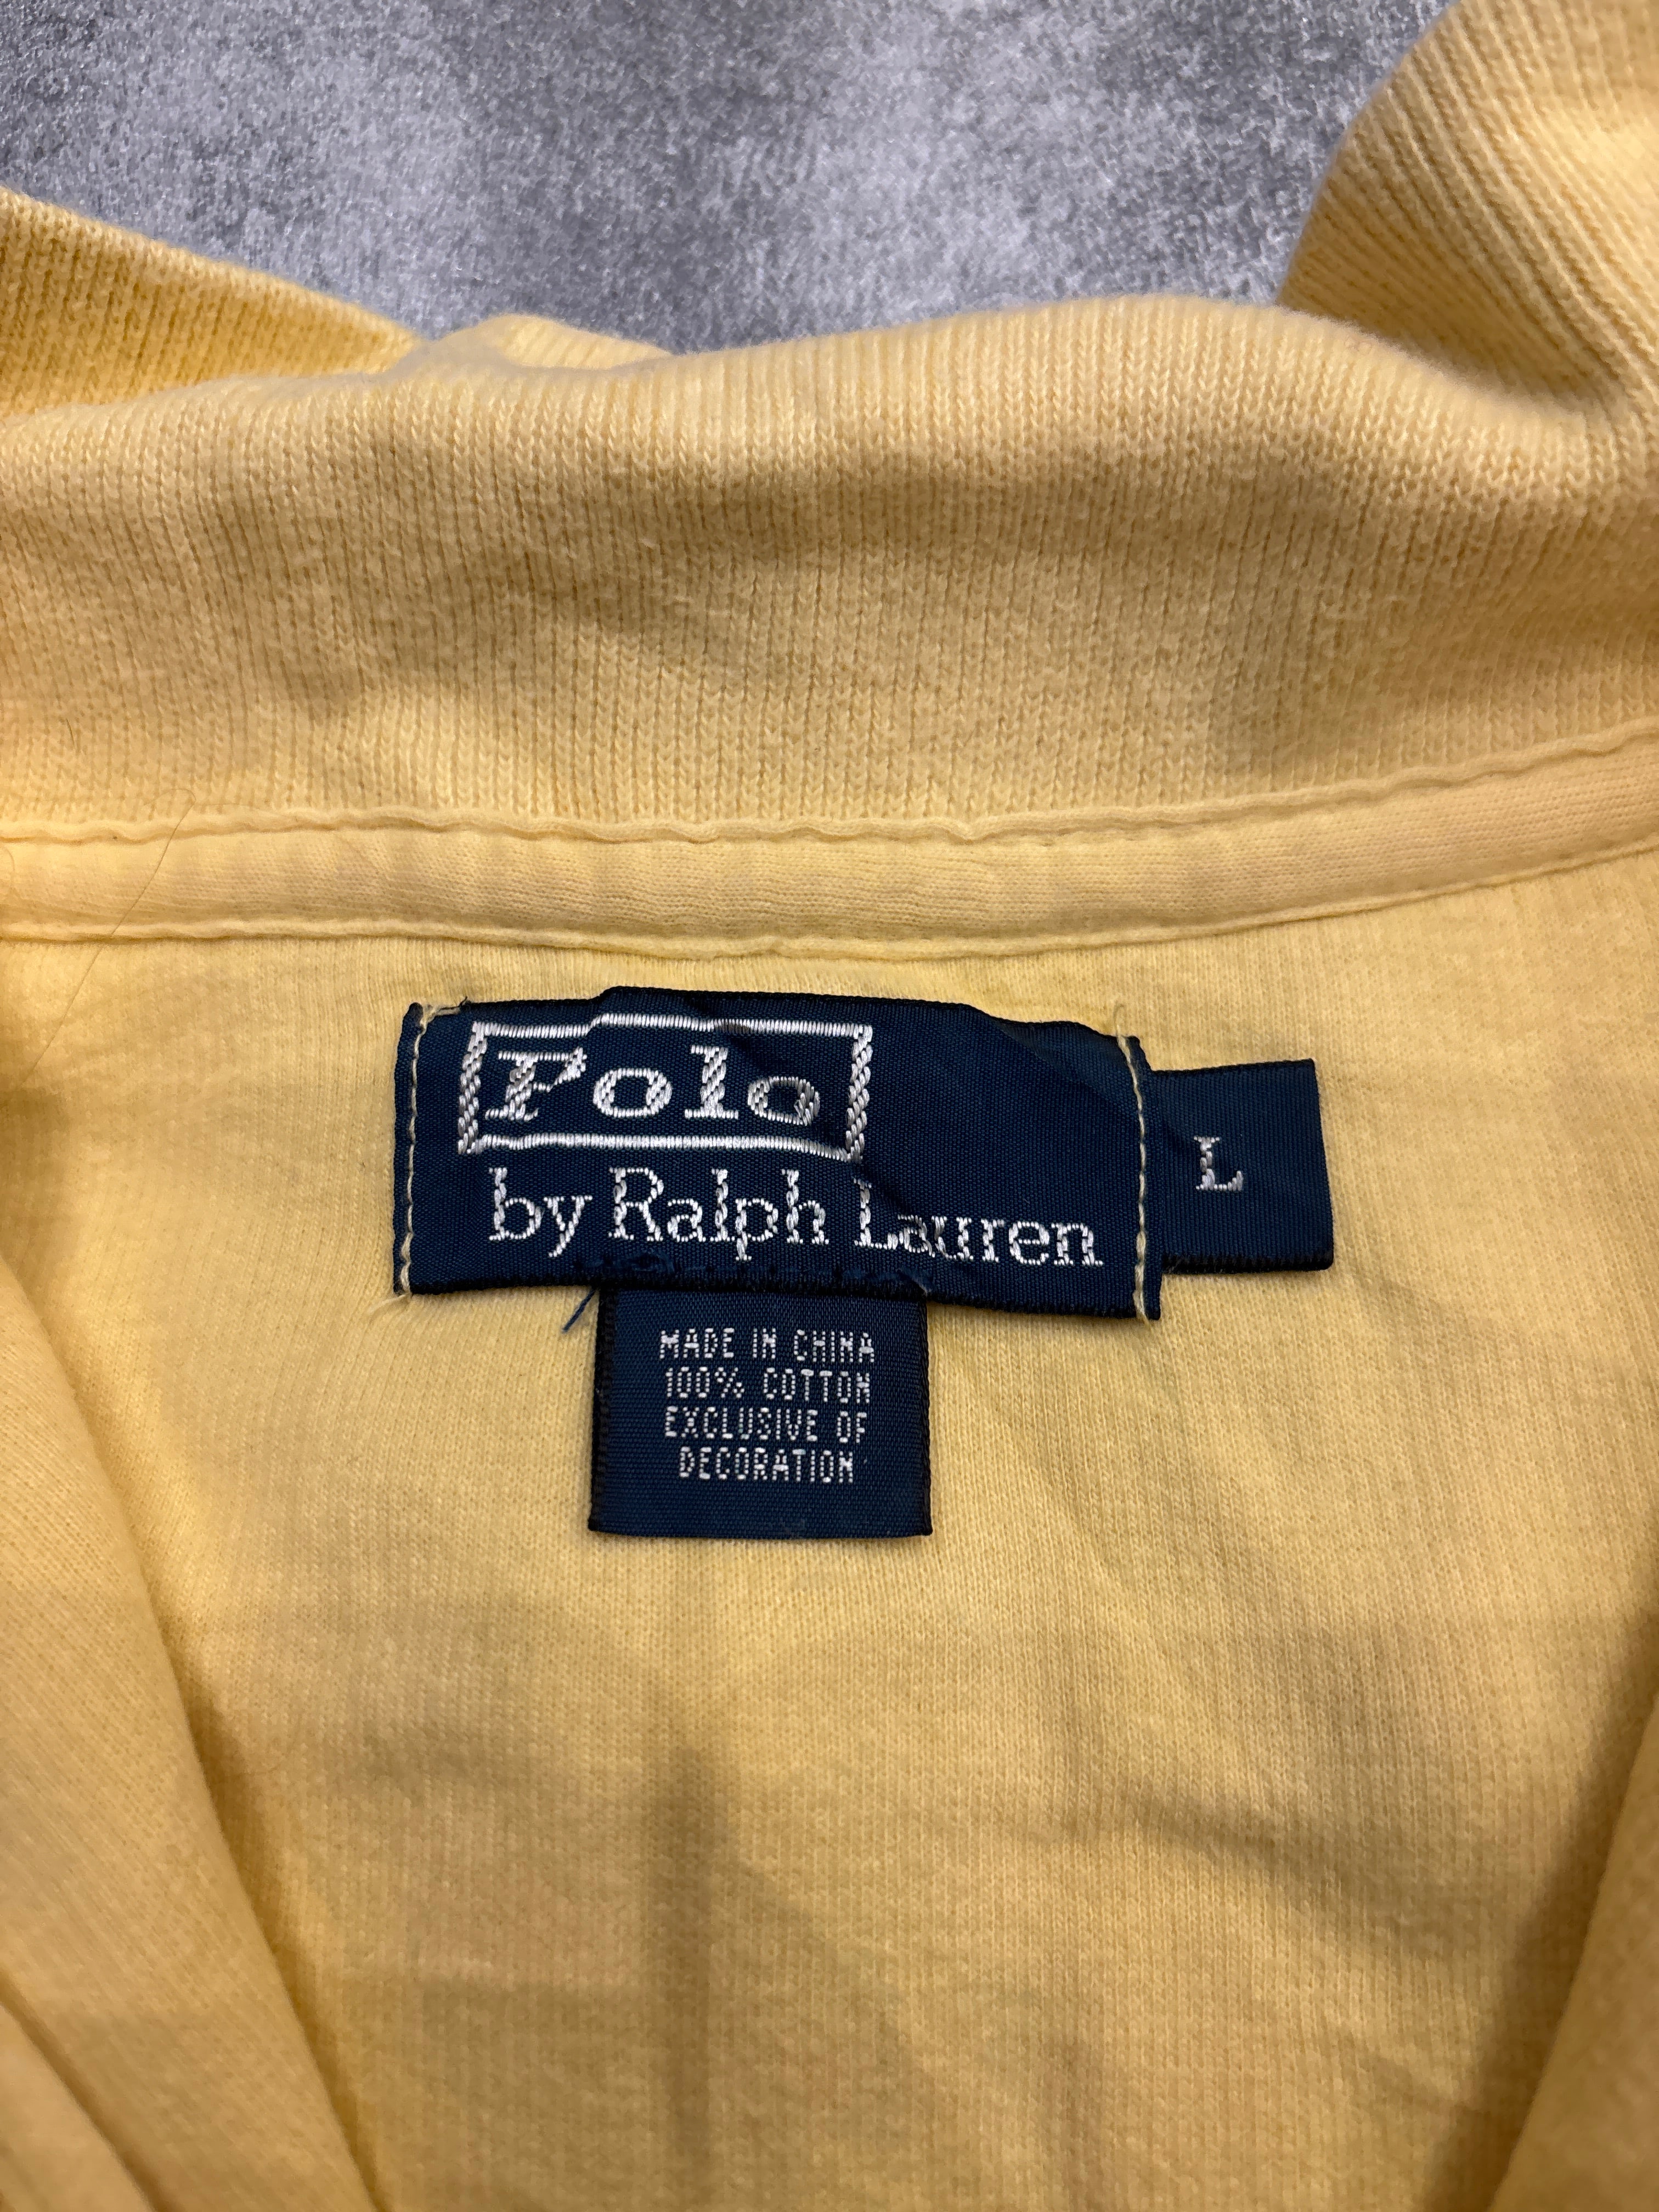 Polo
by Ralph Lauren
L
MADE IN CHINA
100% COTTON
EXCLUSIVE OF
DECORATION